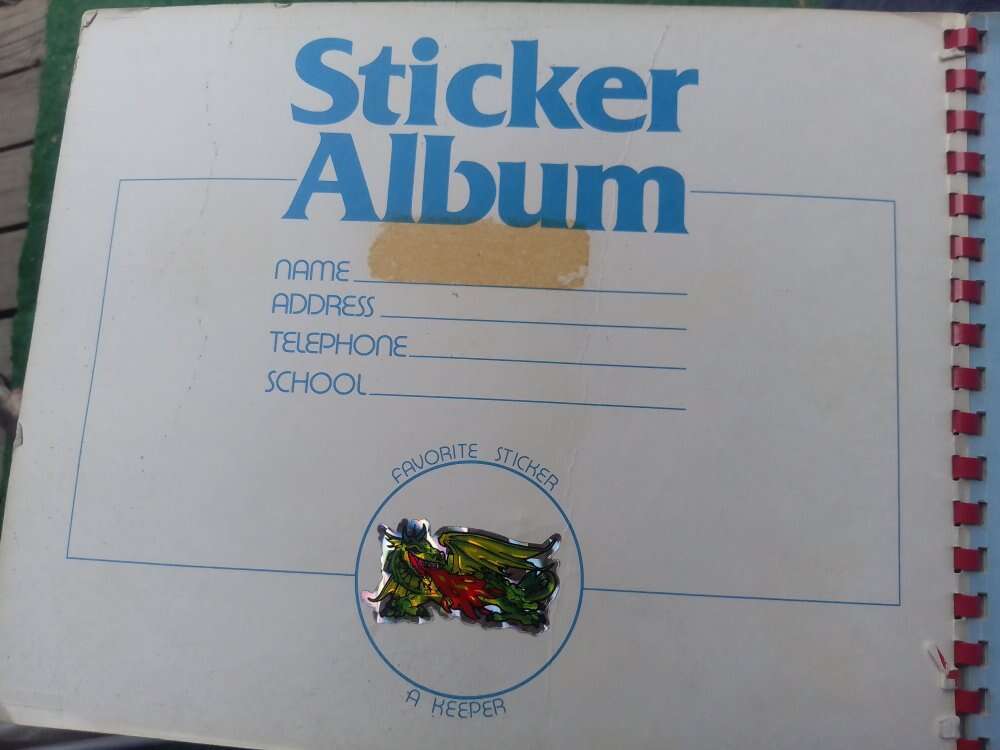 Sticker
Album
NAME
ADDRESS
TELEPHONE
SCHOOL
FAVORITE STICKER
A KEEPER